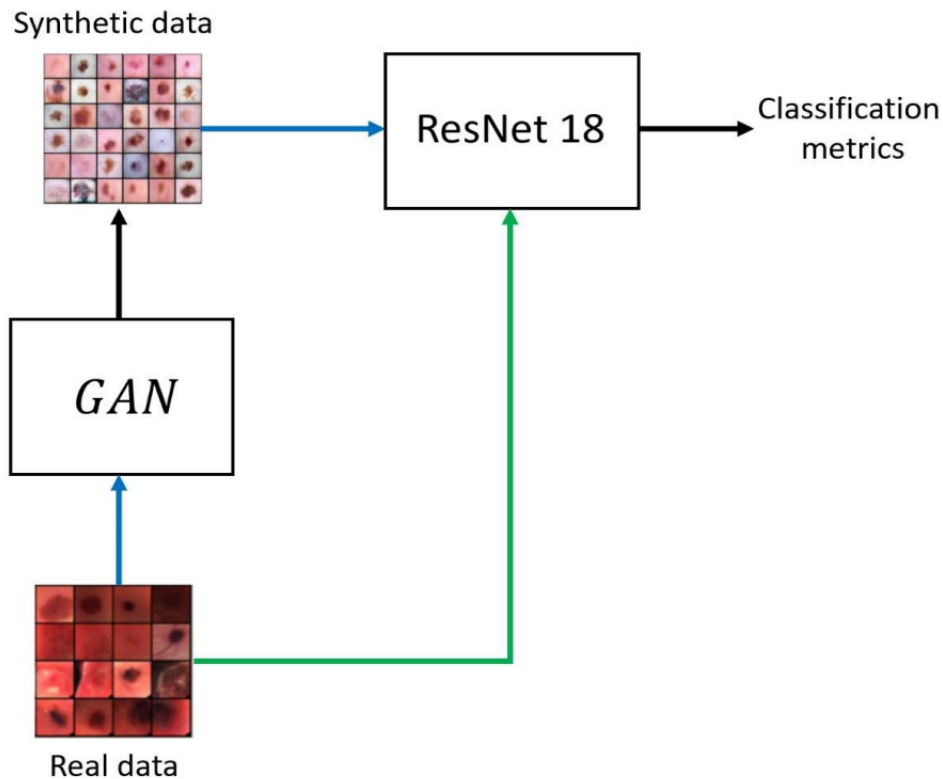 Synthetic data
ResNet 18
Classification
metrics
GAN
Real data